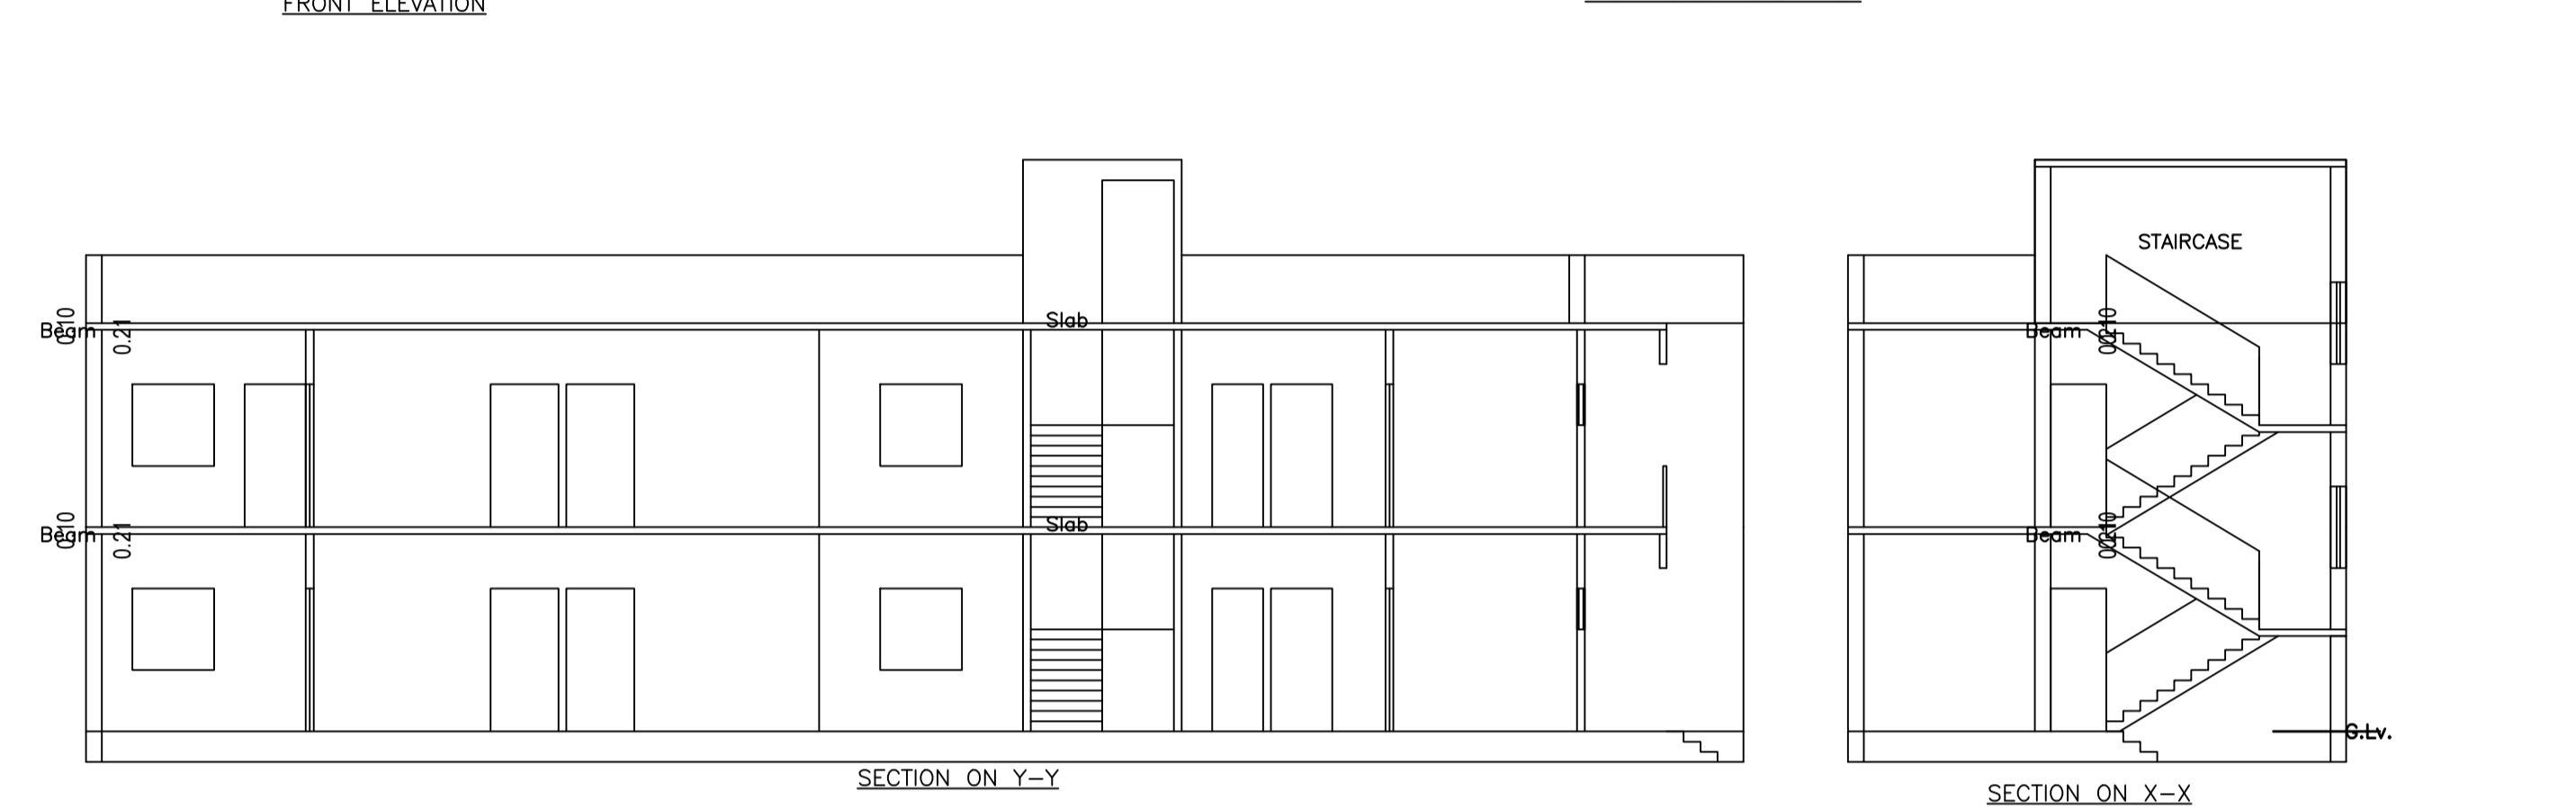 FRONT ELEVATION
STAIRCASE
Beam
0.10
0.21
Slab
Beam
0.10
Beam
0.10
0.21
Slab
Beam
0.10
G.Lv.
SECTION ON Y-Y
SECTION ON X-X